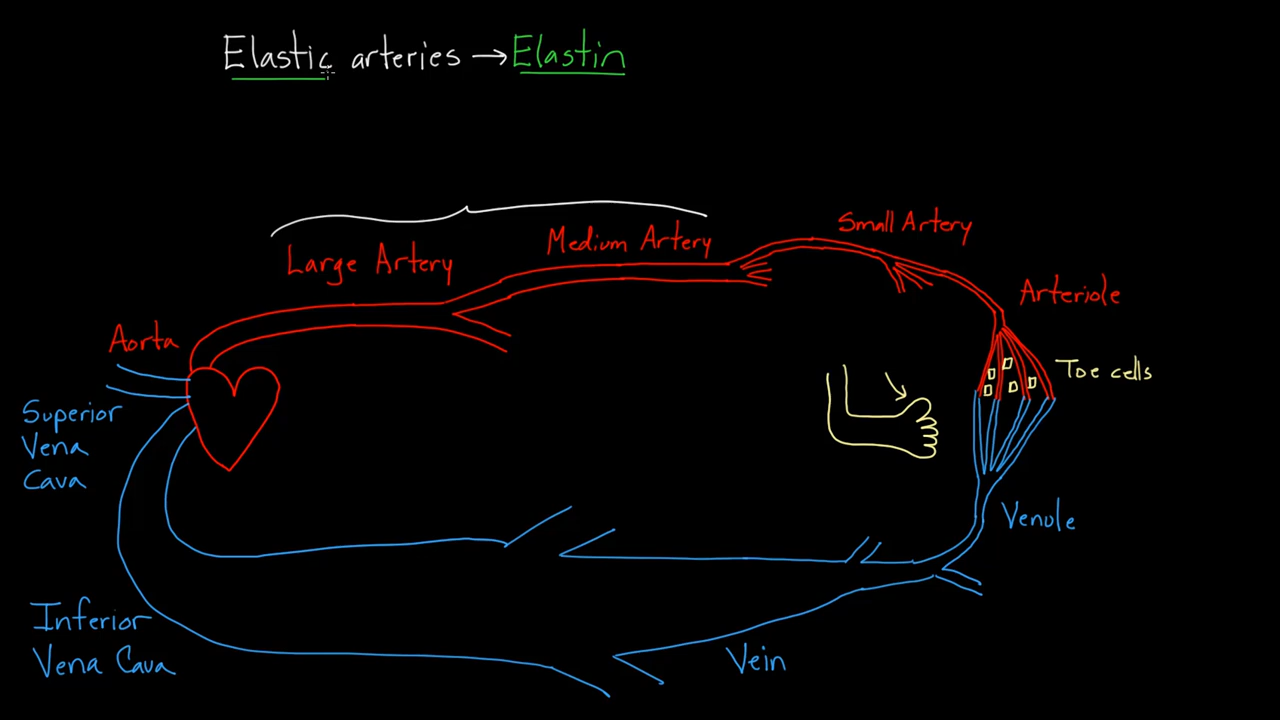 Elastic arteries → Elastin
Small Artery
Medium Artery
Large Artery
Arteriole
Aorta
Toe cells
Superior
Vena
Cava
Venule
Inferior
Vena Cava
Vein